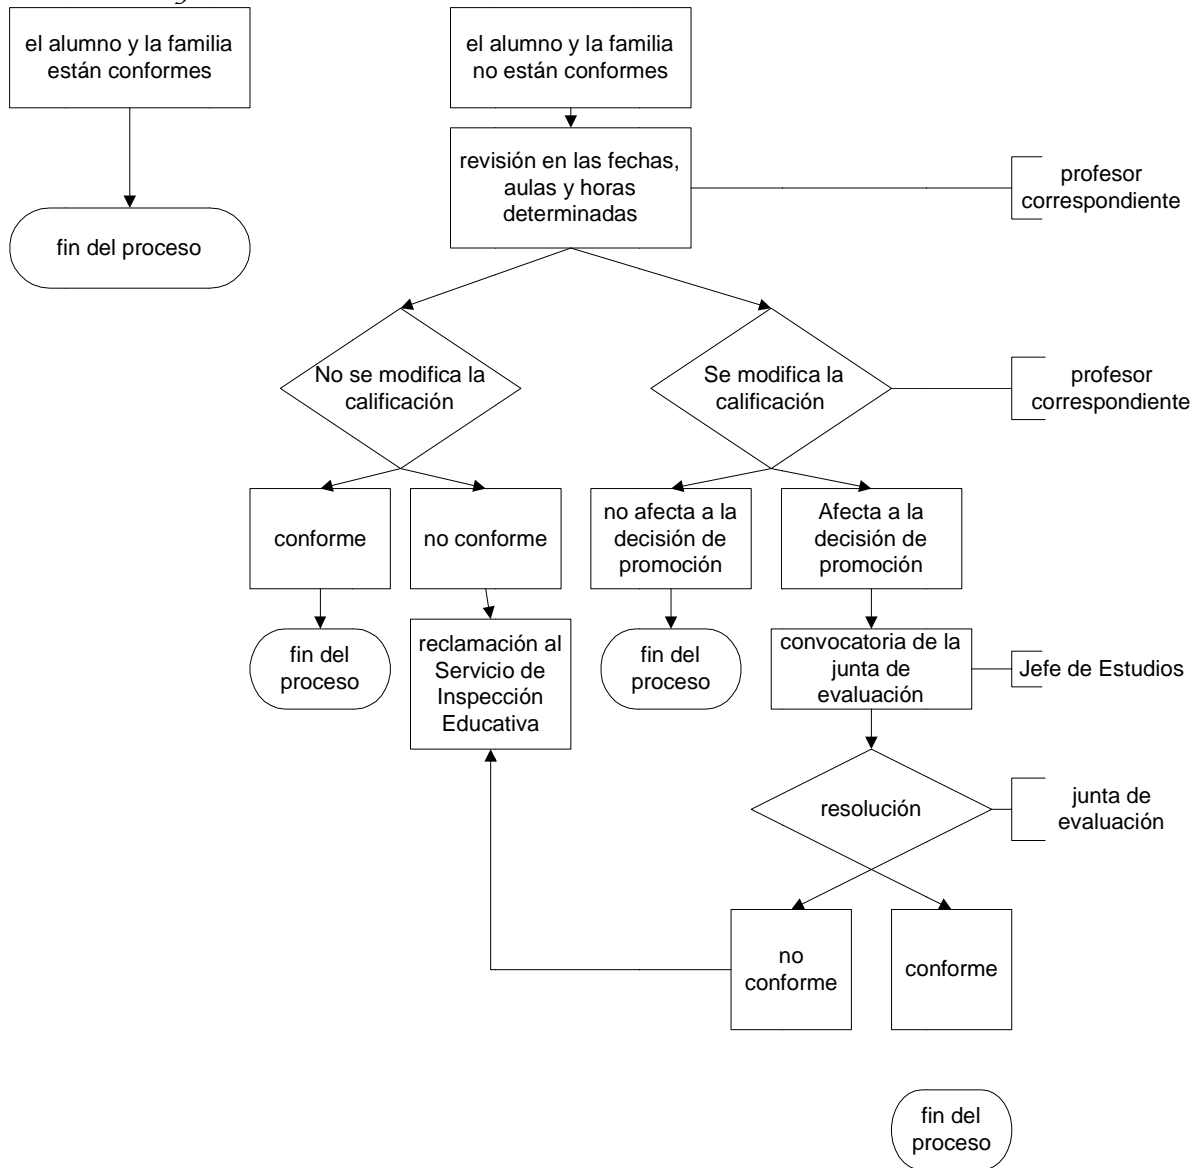 el alumno y la familia
están conformes
el alumno y la familia
no están conformes
revisión en las fechas,
aulas y horas
determinadas
profesor
correspondiente
fin del proceso
No se modifica la
calificación
Se modifica la
calificación
profesor
correspondiente
conforme
no conforme
no afecta a la
decisión de
promoción
Afecta a la
decisión de
promoción
fin del
proceso
reclamación al
Servicio de
Inspección
Educativa
fin del
proceso
convocatoria de la
junta de
evaluación
Jefe de Estudios
resolución
junta de
evaluación
no
conforme
conforme
fin del
proceso